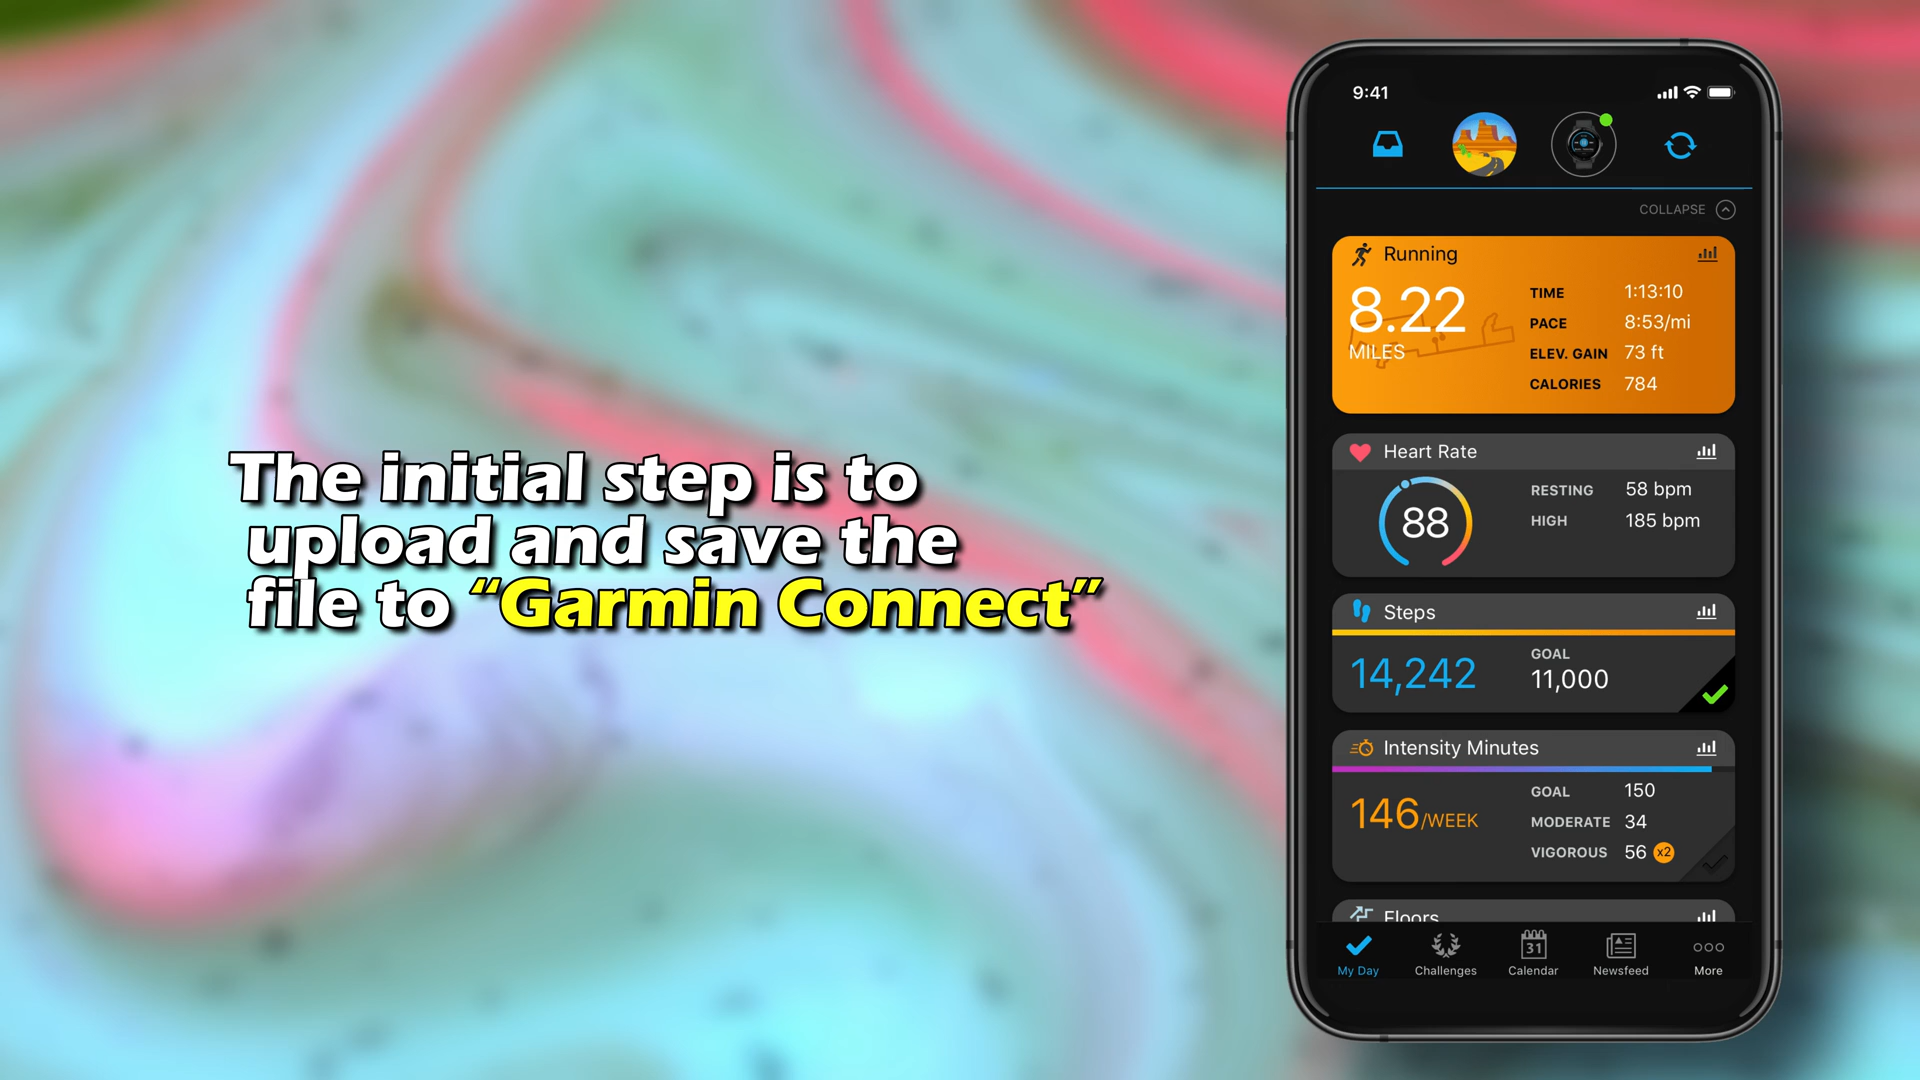 The initial step is to
upload and save the
file to “Garmin Connect”
9:41
COLLAPSE
Running
8.22
MILES
TIME 1:13:10
PACE 8:53/mi
ELEV. GAIN 73 ft
CALORIES 784
Heart Rate
88
RESTING 58 bpm
HIGH 185 bpm
Steps
14,242
GOAL
11,000
Intensity Minutes
146/WEEK
GOAL 150
MODERATE 34
VIGOROUS 56 x2
Floors
31
My Day Challenges Calendar Newsfeed More